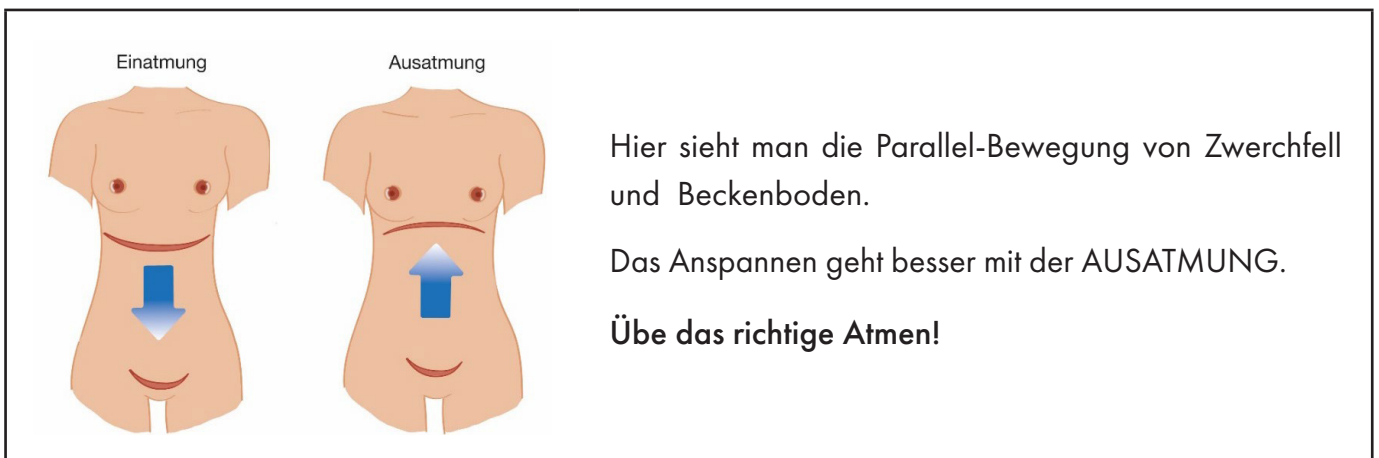 Einatmung
Ausatmung
Hier sieht man die Parallel-Bewegung von Zwerchfell
und Beckenboden.
Das Anspannen geht besser mit der AUSATMUNG.
Übe das richtige Atmen!